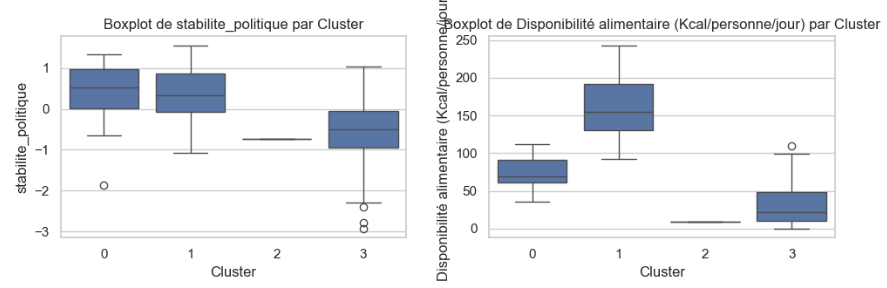 Boxplot de stabilite_politique par Cluster
stabilite_politique
1
0
−1
−2
−3
0 1 2 3
Cluster
Boxplot de Disponibilité alimentaire (Kcal/personne/jour) par Cluster
Disponibilité alimentaire (Kcal/personne/jour)
250
200
150
100
50
0
0 1 2 3
Cluster